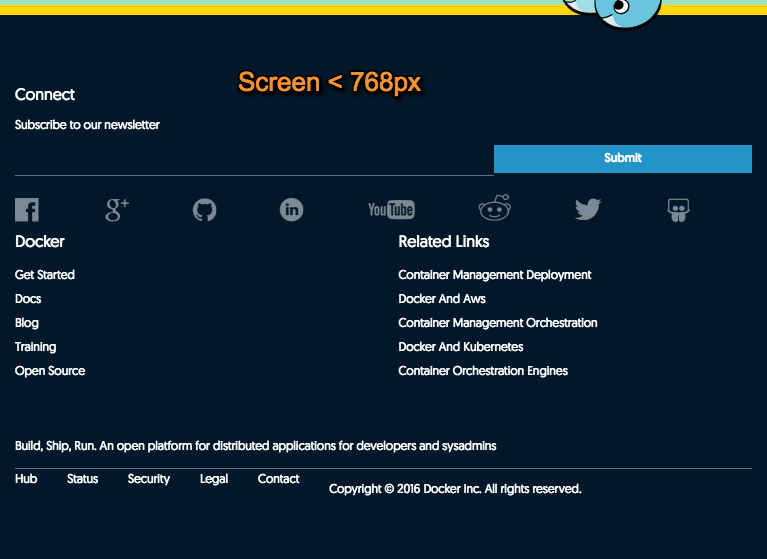 Screen < 768px
Connect
Subscribe to our newsletter
Submit
g+
in
YouTube
Docker
Get Started
Docs
Blog
Training
Open Source
Related Links
Container Management Deployment
Docker And Aws
Container Management Orchestration
Docker And Kubernetes
Container Orchestration Engines
Build, Ship, Run. An open platform for distributed applications for developers and sysadmins
Hub Status Security Legal Contact
Copyright © 2016 Docker Inc. All rights reserved.